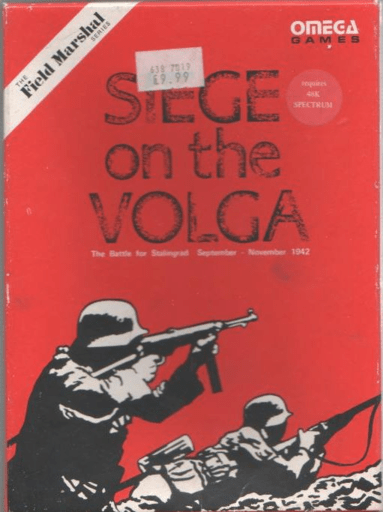 THE
Field Marshal
SERIES
OMEGA
GAMES
£9.99
requires
48K
SPECTRUM
SIEGE
on the
VOLGA
The Battle for Stalingrad September - November 1942